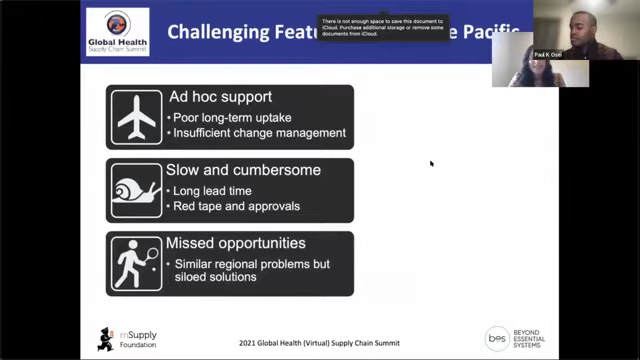 Global Health
Supply Chain Summit
Challenging Featu
e Pacific
There is not enough space to save this document to
iCloud. Purchase additional storage or remove some
documents from iCloud.
Paul K Osei
Ad hoc support
• Poor long-term uptake
• Insufficient change management
Slow and cumbersome
• Long lead time
• Red tape and approvals
Missed opportunities
• Similar regional problems but
siloed solutions
mSupply
Foundation
2021 Global Health (Virtual) Supply Chain Summit
bes
BEYOND
ESSENTIAL
SYSTEMS